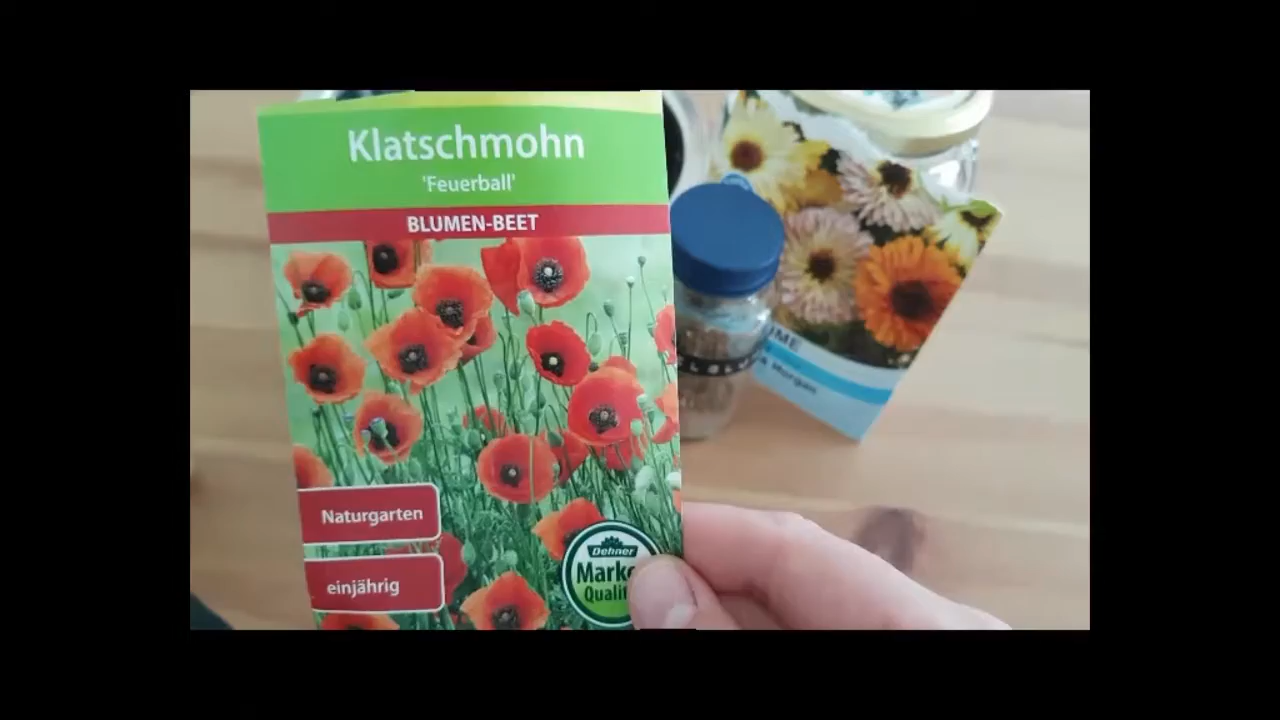 Klatschmohn
'Feuerball'
BLUMEN-BEET
Naturgarten
einjährig
Dehner